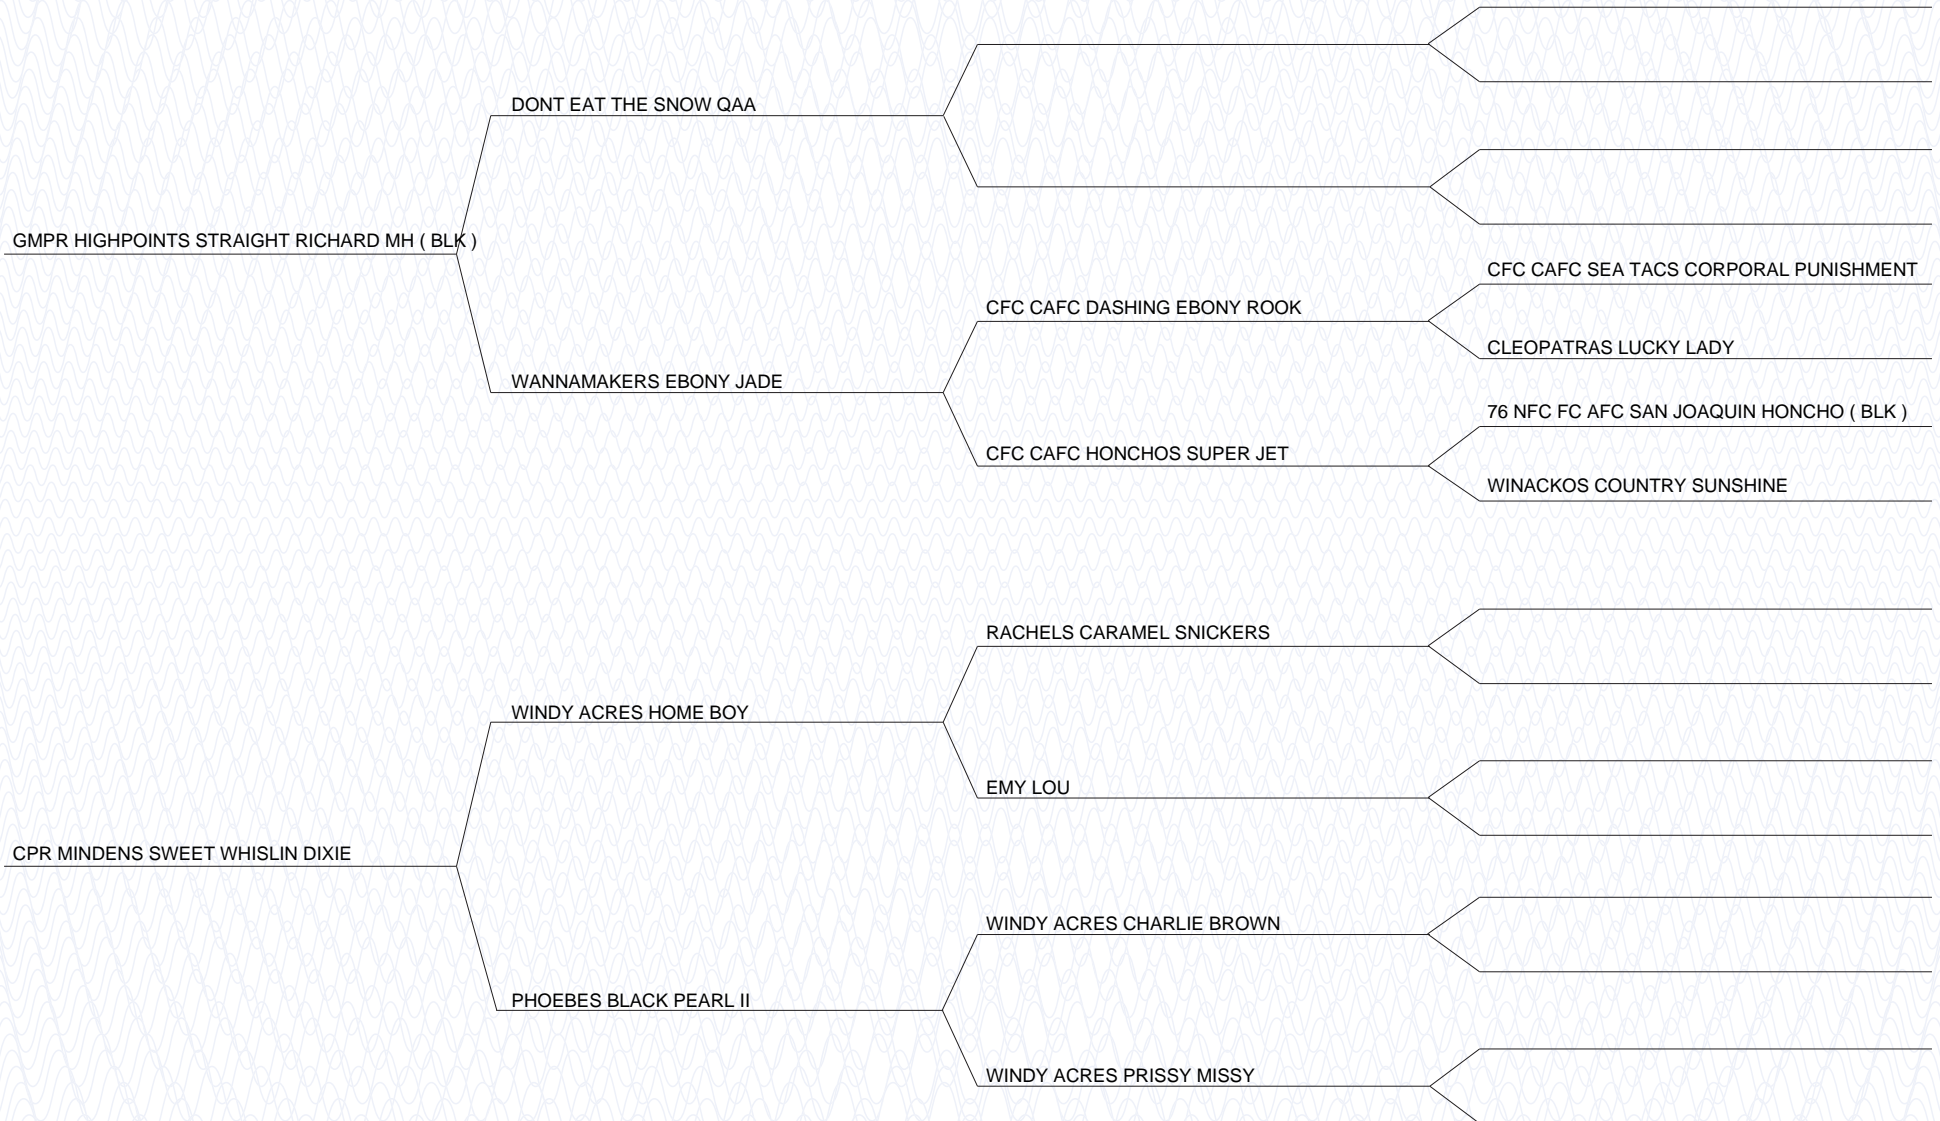 DONT EAT THE SNOW QAA
GMPR HIGHPOINTS STRAIGHT RICHARD MH ( BLK )
CFC CAFC SEA TACS CORPORAL PUNISHMENT
CFC CAFC DASHING EBONY ROOK
CLEOPATRAS LUCKY LADY
WANNAMAKERS EBONY JADE
76 NFC FC AFC SAN JOAQUIN HONCHO ( BLK )
CFC CAFC HONCHOS SUPER JET
WINACKOS COUNTRY SUNSHINE
RACHELS CARAMEL SNICKERS
WINDY ACRES HOME BOY
EMY LOU
CPR MINDENS SWEET WHISLIN DIXIE
WINDY ACRES CHARLIE BROWN
PHOEBES BLACK PEARL II
WINDY ACRES PRISSY MISSY